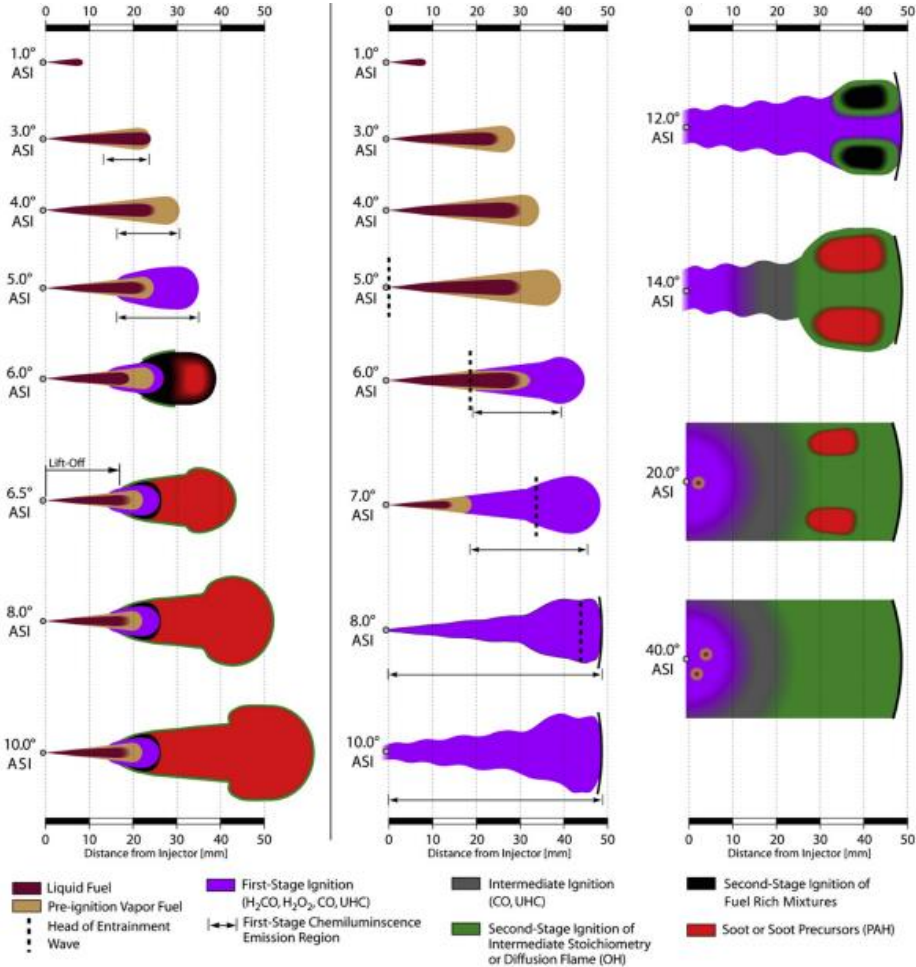 0 10 20 30 40 50
0 10 20 30 40 50
0 10 20 30 40 50
1.0°
ASI
3.0°
ASI
4.0°
ASI
5.0°
ASI
6.0°
ASI
Lift-Off
6.5°
ASI
8.0°
ASI
10.0°
ASI
0 10 20 30 40 50
Distance from Injector [mm]
1.0°
ASI
3.0°
ASI
4.0°
ASI
5.0°
ASI
6.0°
ASI
7.0°
ASI
8.0°
ASI
10.0°
ASI
0 10 20 30 40 50
Distance from Injector [mm]
12.0°
ASI
14.0°
ASI
20.0°
ASI
40.0°
ASI
0 10 20 30 40 50
Distance from Injector [mm]
Liquid Fuel
Pre-ignition Vapor Fuel
Head of Entrainment
Wave
First-Stage Ignition
(H₂CO, H₂O₂, CO, UHC)
First-Stage Chemiluminscence
Emission Region
Intermediate Ignition
(CO, UHC)
Second-Stage Ignition of
Intermediate Stoichiometry
or Diffusion Flame (OH)
Second-Stage Ignition of
Fuel Rich Mixtures
Soot or Soot Precursors (PAH)